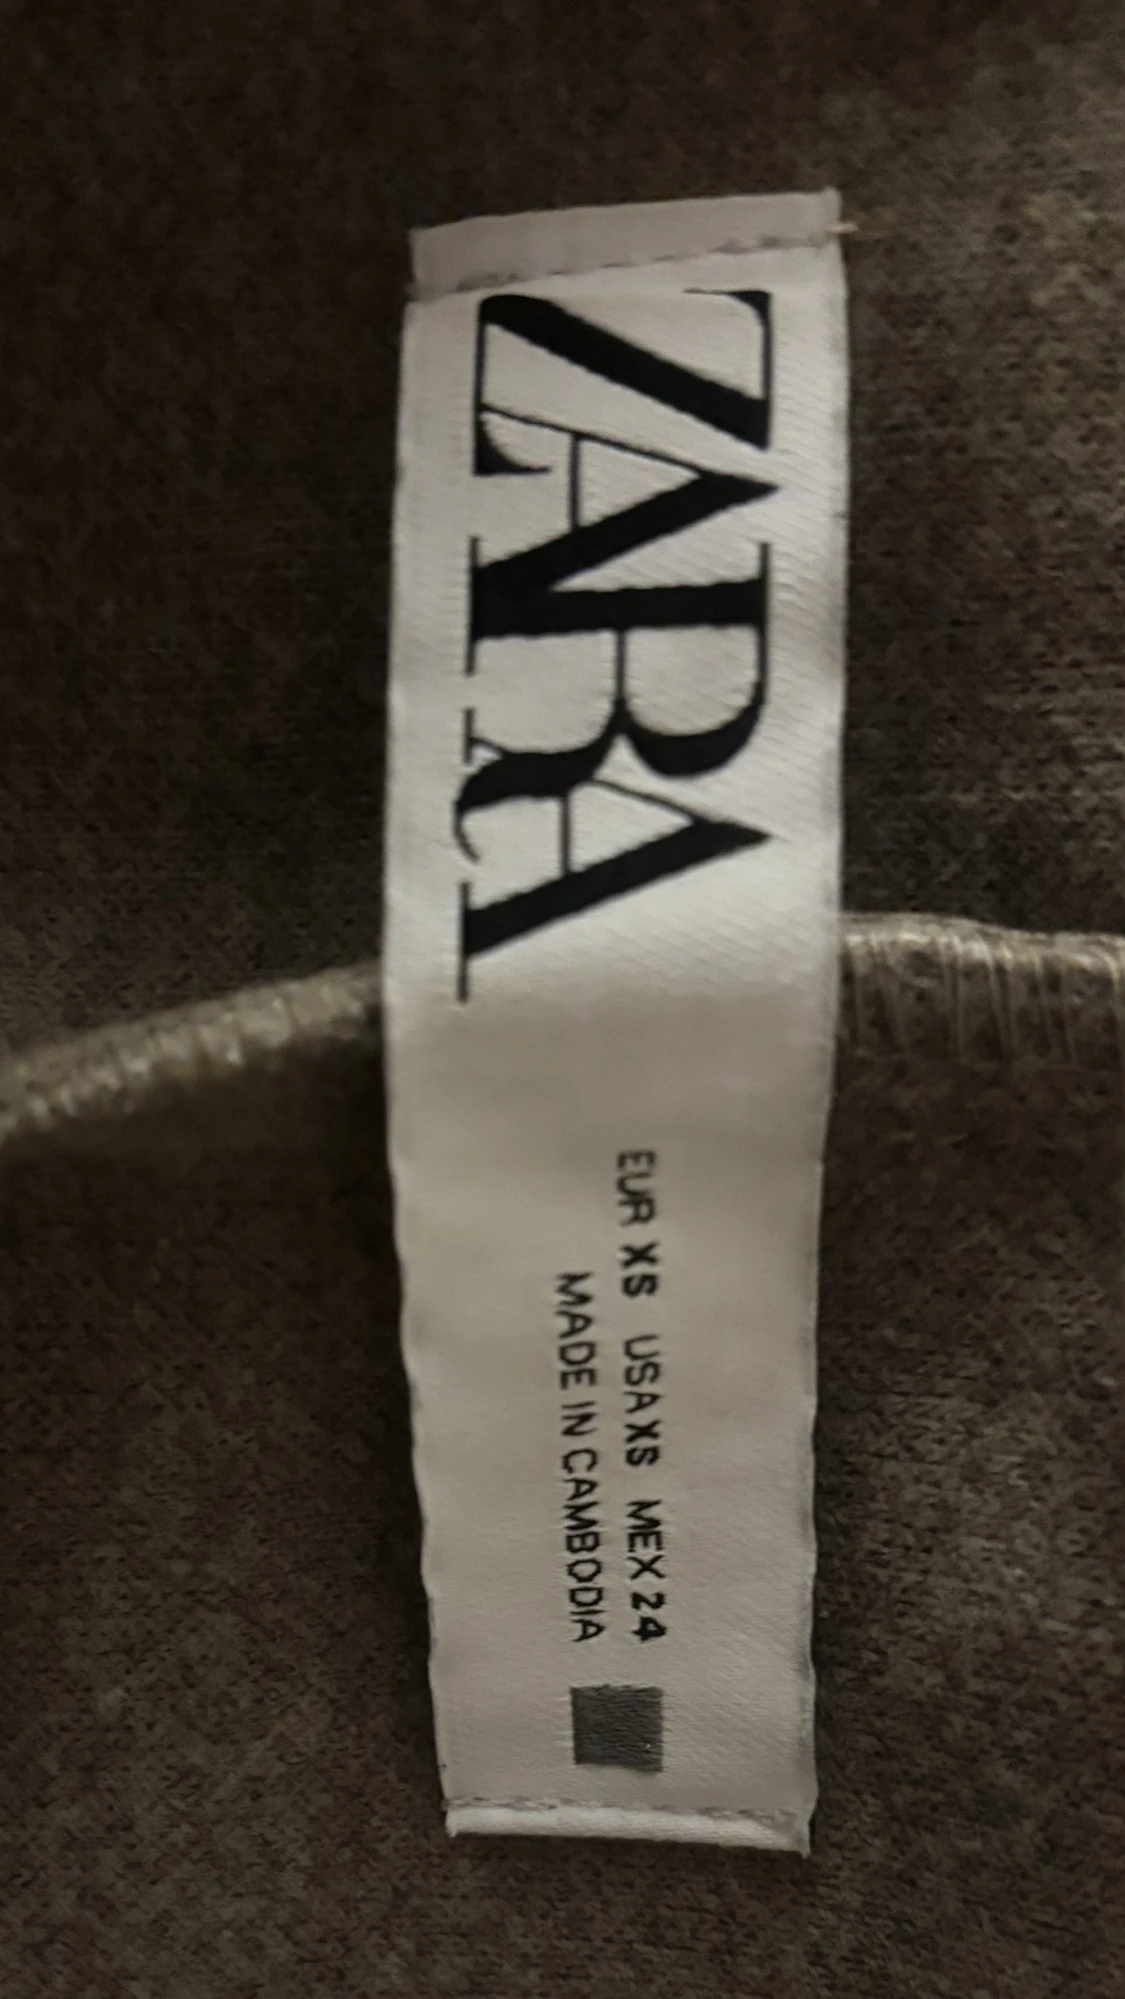 ZARA
EUR XS USA XS MEX 24
MADE IN CAMBODIA